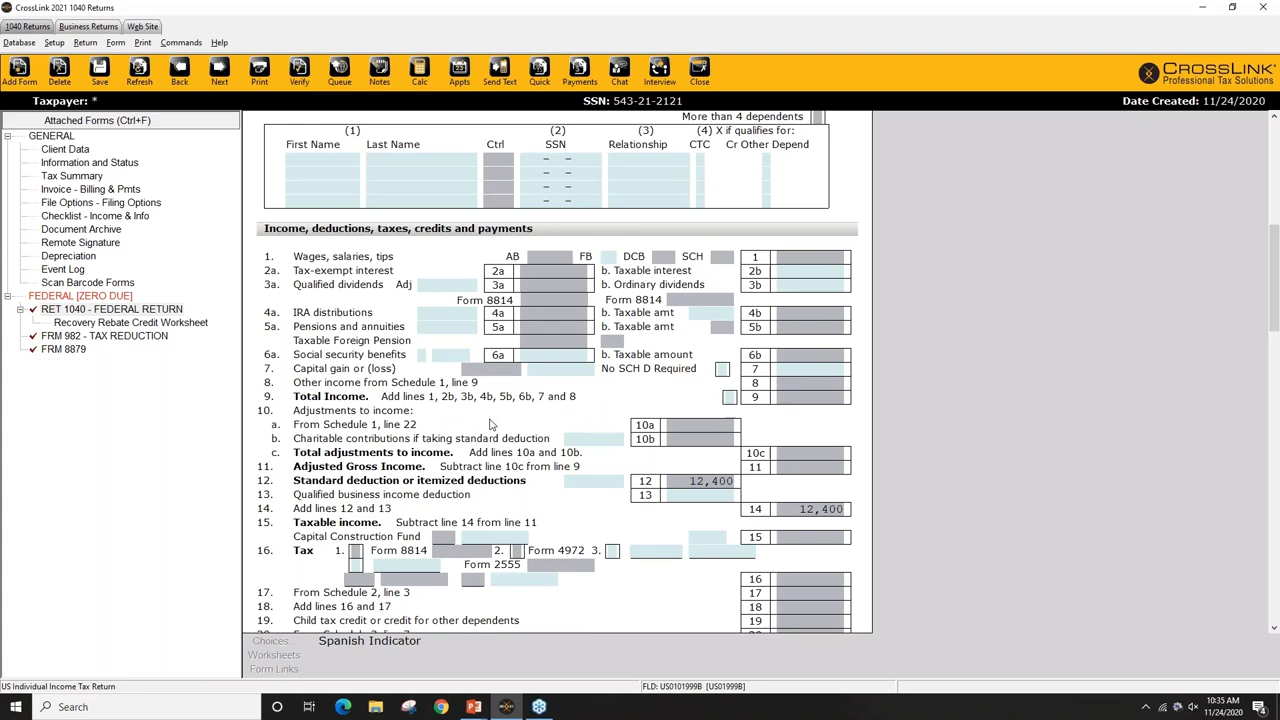 CrossLink 2021 1040 Returns
1040 Returns Business Returns Web Site
Database Setup Return Form Print Commands Help
Add Form Delete Save Refresh Back Next Print Verify Queue Notes Calc Appts Send Text Quick Payments Chat Interview Close
CROSSLINK
Professional Tax Solutions
Taxpayer: * SSN: 543-21-2121 Date Created: 11/24/2020
Attached Forms (Ctrl+F)
GENERAL
Client Data
Information and Status
Tax Summary
Invoice - Billing & Pmts
File Options - Filing Options
Checklist - Income & Info
Document Archive
Remote Signature
Depreciation
Event Log
Scan Barcode Forms
FEDERAL [ZERO DUE]
RET 1040 - FEDERAL RETURN
Recovery Rebate Credit Worksheet
FRM 982 - TAX REDUCTION
FRM 8879
More than 4 dependents
(1) (2) (3) (4) X if qualifies for:
First Name Last Name Ctrl SSN Relationship CTC Cr Other Depend
– –
– –
– –
– –
Income, deductions, taxes, credits and payments
1. Wages, salaries, tips AB FB DCB SCH 1
2a. Tax-exempt interest 2a b. Taxable interest 2b
3a. Qualified dividends Adj 3a b. Ordinary dividends 3b
Form 8814 Form 8814
4a. IRA distributions 4a b. Taxable amt 4b
5a. Pensions and annuities 5a b. Taxable amt 5b
Taxable Foreign Pension
6a. Social security benefits 6a b. Taxable amount 6b
7. Capital gain or (loss) No SCH D Required 7
8. Other income from Schedule 1, line 9 8
9. Total Income. Add lines 1, 2b, 3b, 4b, 5b, 6b, 7 and 8 9
10. Adjustments to income:
a. From Schedule 1, line 22 10a
b. Charitable contributions if taking standard deduction 10b
c. Total adjustments to income. Add lines 10a and 10b. 10c
11. Adjusted Gross Income. Subtract line 10c from line 9 11
12. Standard deduction or itemized deductions 12 12,400
13. Qualified business income deduction 13
14. Add lines 12 and 13 14 12,400
15. Taxable income. Subtract line 14 from line 11
Capital Construction Fund 15
16. Tax 1. Form 8814 2. Form 4972 3.
Form 2555
16
17. From Schedule 2, line 3 17
18. Add lines 16 and 17 18
19. Child tax credit or credit for other dependents 19
Choices Spanish Indicator
Worksheets
Form Links
US Individual Income Tax Return FLD: US0101999B [US01999B]
Search
10:35 AM
11/24/2020
4